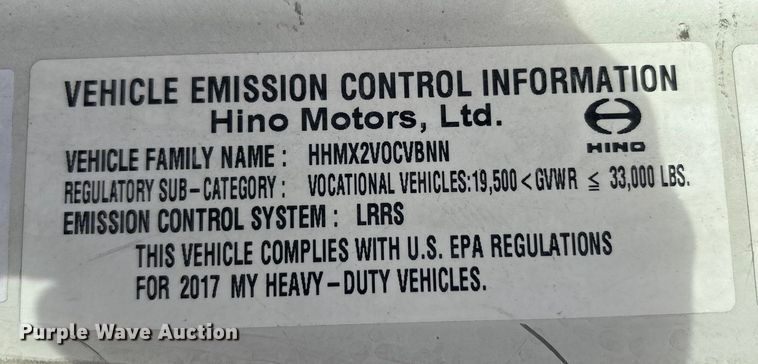 VEHICLE EMISSION CONTROL INFORMATION
Hino Motors, Ltd.
HINO
VEHICLE FAMILY NAME : HHMX2VOCVBNN
REGULATORY SUB-CATEGORY : VOCATIONAL VEHICLES:19,500 < GVWR ≦ 33,000 LBS.
EMISSION CONTROL SYSTEM : LRRS
THIS VEHICLE COMPLIES WITH U.S. EPA REGULATIONS
FOR 2017 MY HEAVY-DUTY VEHICLES.
Purple Wave Auction